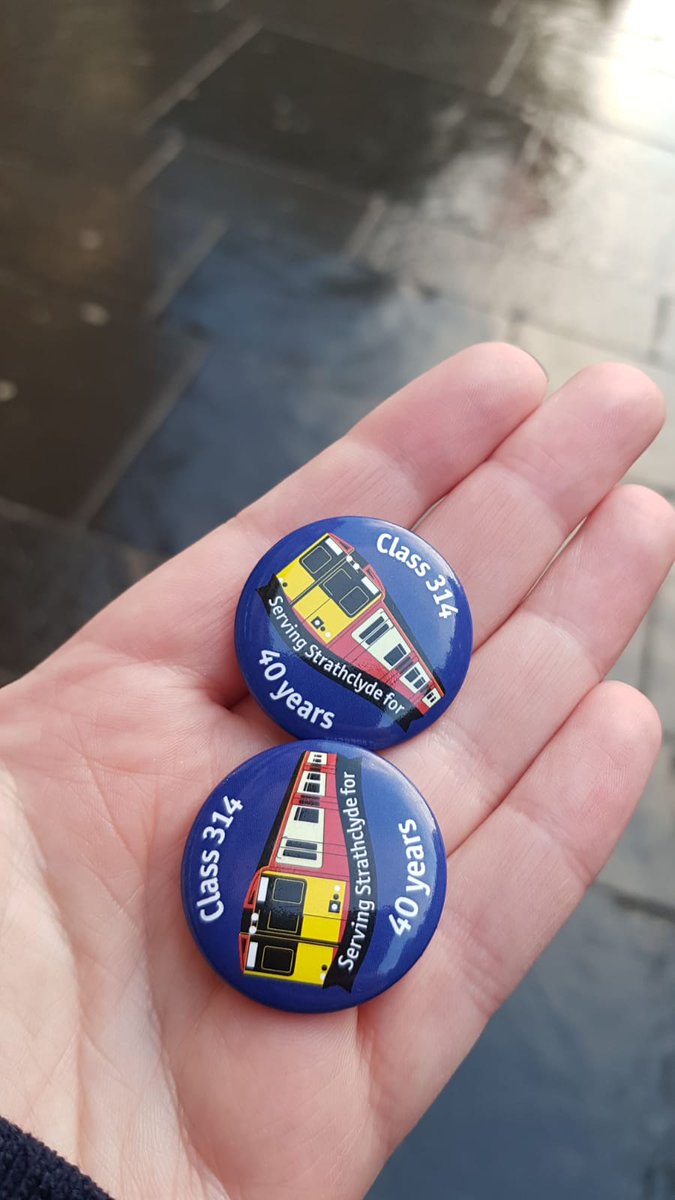 Class 314
Serving Strathclyde for
40 years
Class 314
Serving Strathclyde for
40 years